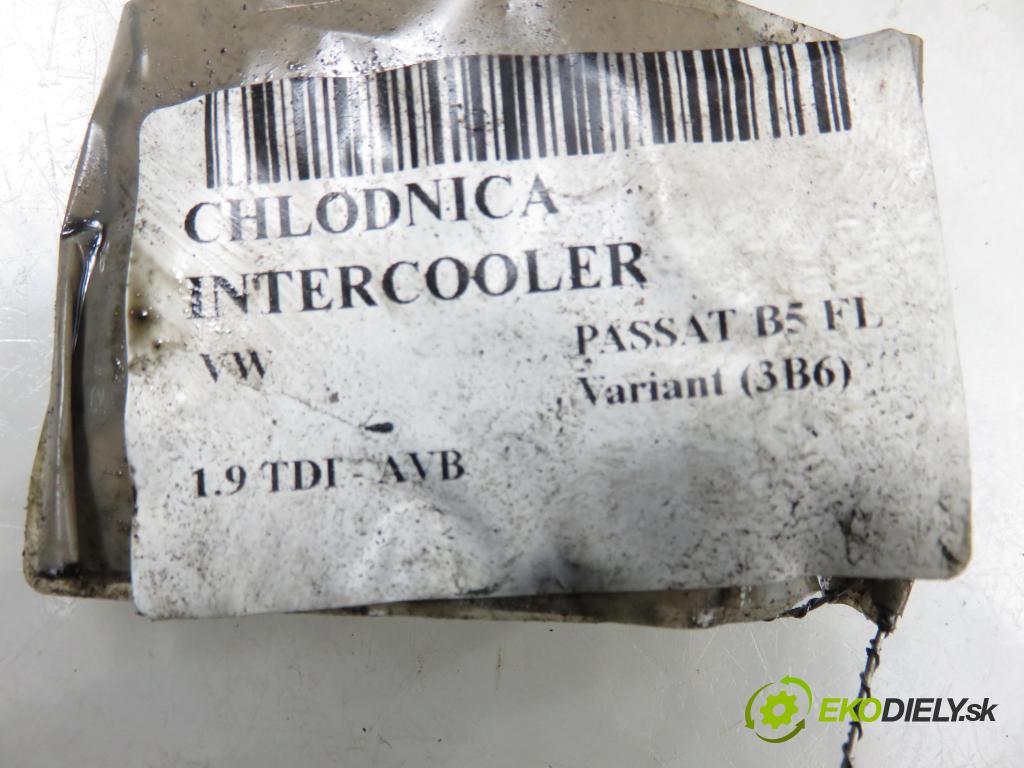 CHLODNICA
INTERCOOLER
VW
PASSAT B5 FL
Variant (3B6)
1.9 TDI - AVB
EKODIELY.sk